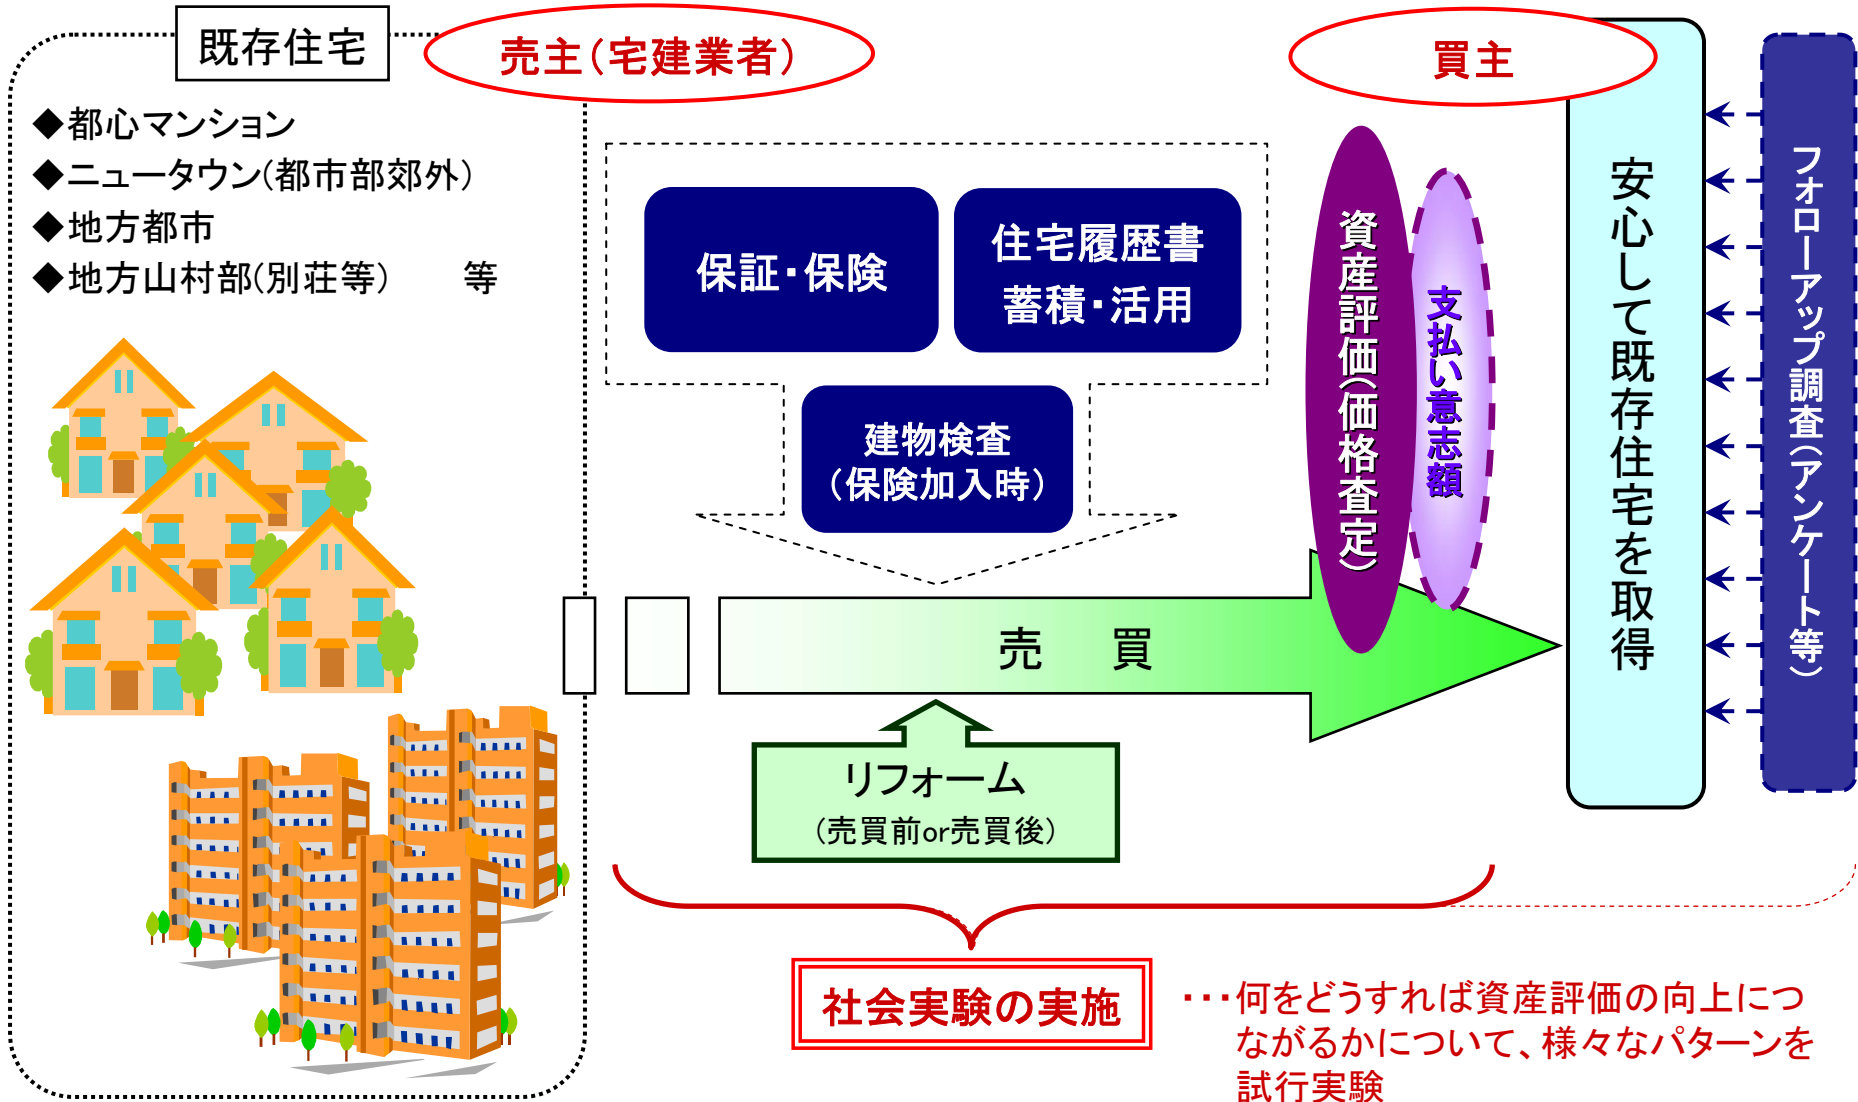 既存住宅
売主（宅建業者）
買主
◆都心マンション
◆ニュータウン(都市部郊外）
◆地方都市
◆地方山村部(別荘等）　　等
保証・保険
住宅履歴書
蓄積・活用
建物検査
（保険加入時）
資産評価（価格査定）
支払い意志額
安心して既存住宅を取得
フォローアップ調査（アンケート等）
売　買
リフォーム
（売買前or売買後）
社会実験の実施
･･･何をどうすれば資産評価の向上につ
ながるかについて、様々なパターンを
試行実験